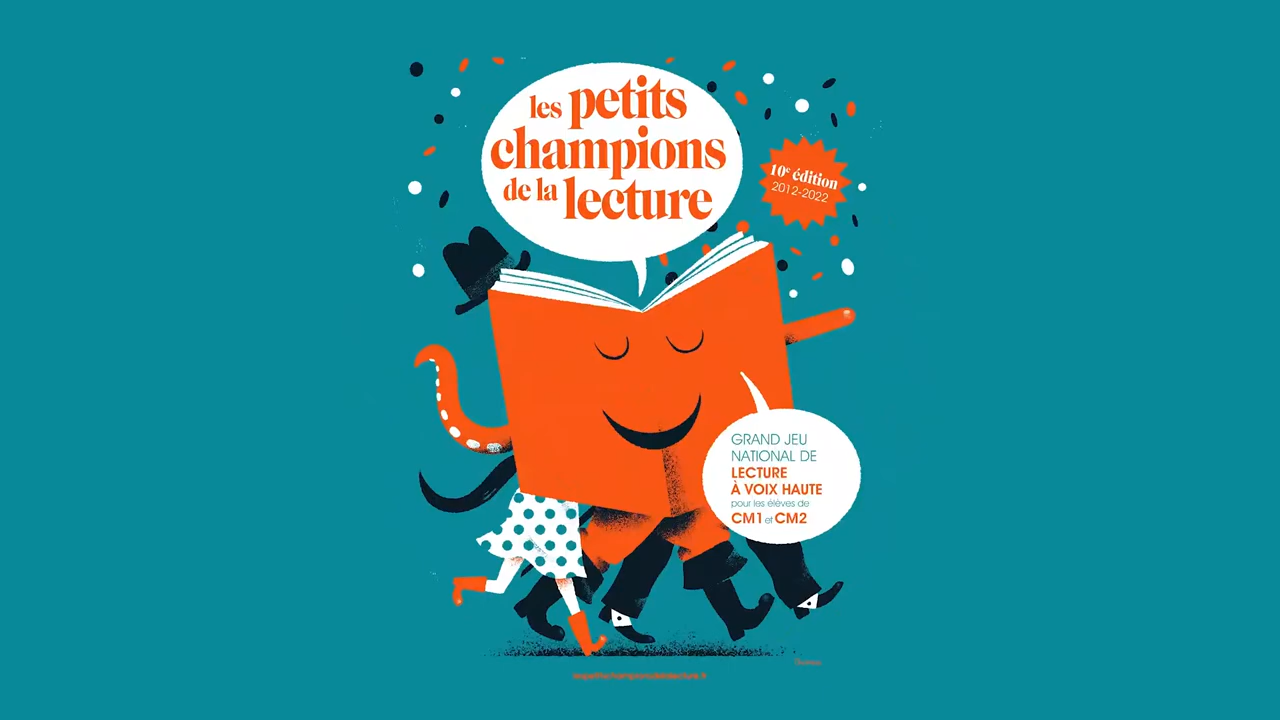 les petits
champions
de la lecture
10e édition
2012-2022
GRAND JEU
NATIONAL DE
LECTURE
À VOIX HAUTE
pour les élèves de
CM1 et CM2